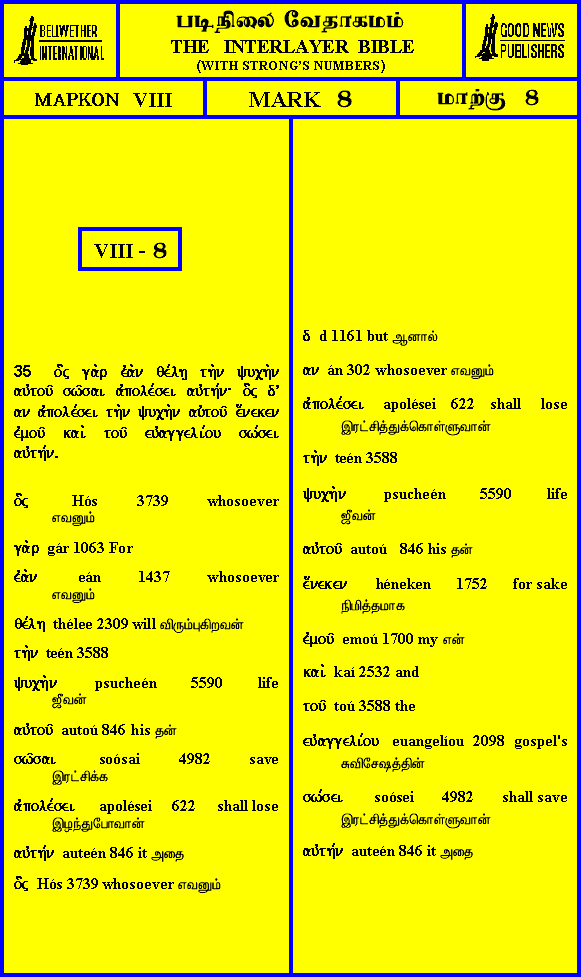 BELIWETHER
INTERNATIONAL
படிநிலை வேதாகமம்
THE INTERLAYER BIBLE
(WITH STRONG'S NUMBERS)
GOOD NEWS
PUBLISHERS
ΜΑΡΚΟΝ VIII
MARK 8
மாற்கு 8
VIII - 8
35 ὃς γὰρ ἐὰν θέλῃ τὴν ψυχὴν
αὐτοῦ σῶσαι ἀπολέσει αὐτήν· ὃς δ’
αν ἀπολέσει τὴν ψυχὴν αὐτοῦ ἕνεκεν
ἐμοῦ καὶ τοῦ εὐαγγελίου σώσει
αὐτήν.
ὃς Hós 3739 whosoever
எவனும்
γὰρ gár 1063 For
ἐὰν eán 1437 whosoever
எவனும்
θέλῃ thélee 2309 will விரும்புகிறவன்
τὴν teén 3588
ψυχὴν psucheén 5590 life
ஜீவன்
αὐτοῦ autoú 846 his தன்
σῶσαι soósai 4982 save
இரட்சிக்க
ἀπολέσει apolései 622 shall lose
இழந்துபோவான்
αὐτήν auteén 846 it அதை
ὃς Hós 3739 whosoever எவனும்
δ d 1161 but ஆனால்
αν án 302 whosoever எவனும்
ἀπολέσει apolései 622 shall lose
இரட்சித்துக்கொள்ளுவான்
τὴν teén 3588
ψυχὴν psucheén 5590 life
ஜீவன்
αὐτοῦ autoú 846 his தன்
ἕνεκεν héneken 1752 for sake
நிமித்தமாக
ἐμοῦ emoú 1700 my என்
καὶ kaí 2532 and
τοῦ toú 3588 the
εὐαγγελίου euangelíou 2098 gospel's
சுவிசேஷத்தின்
σώσει soósei 4982 shall save
இரட்சித்துக்கொள்ளுவான்
αὐτήν auteén 846 it அதை